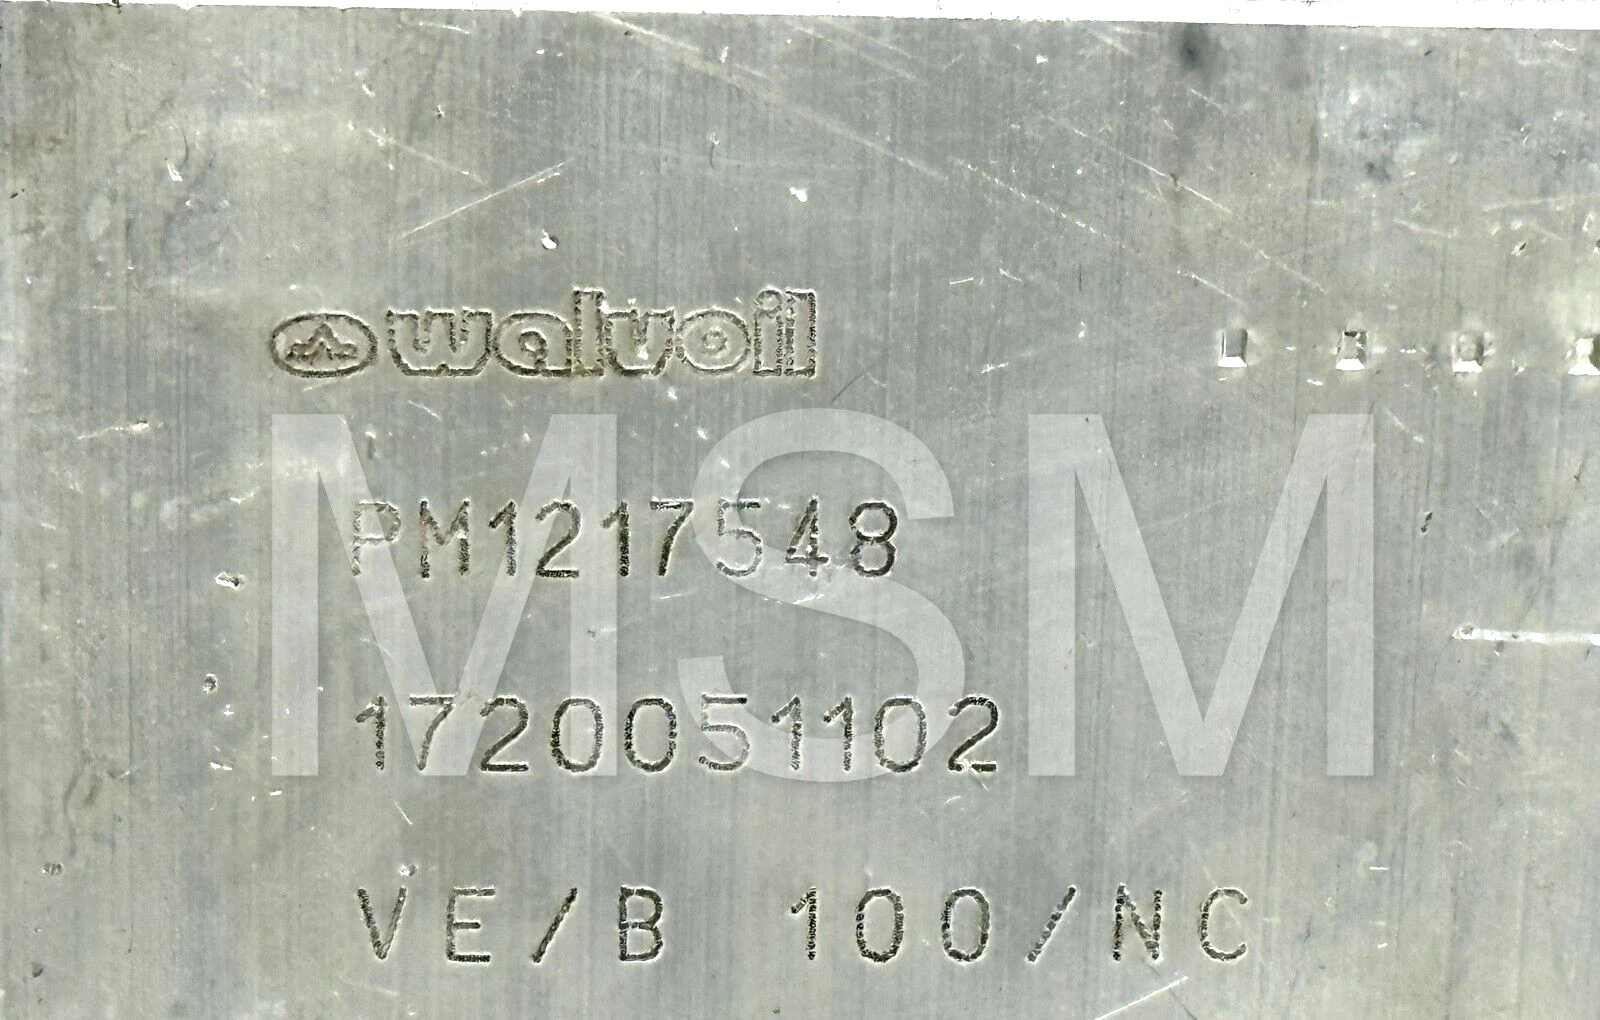 walvoil
PM1217548
1720051102
VE/B 100/NC
MSM